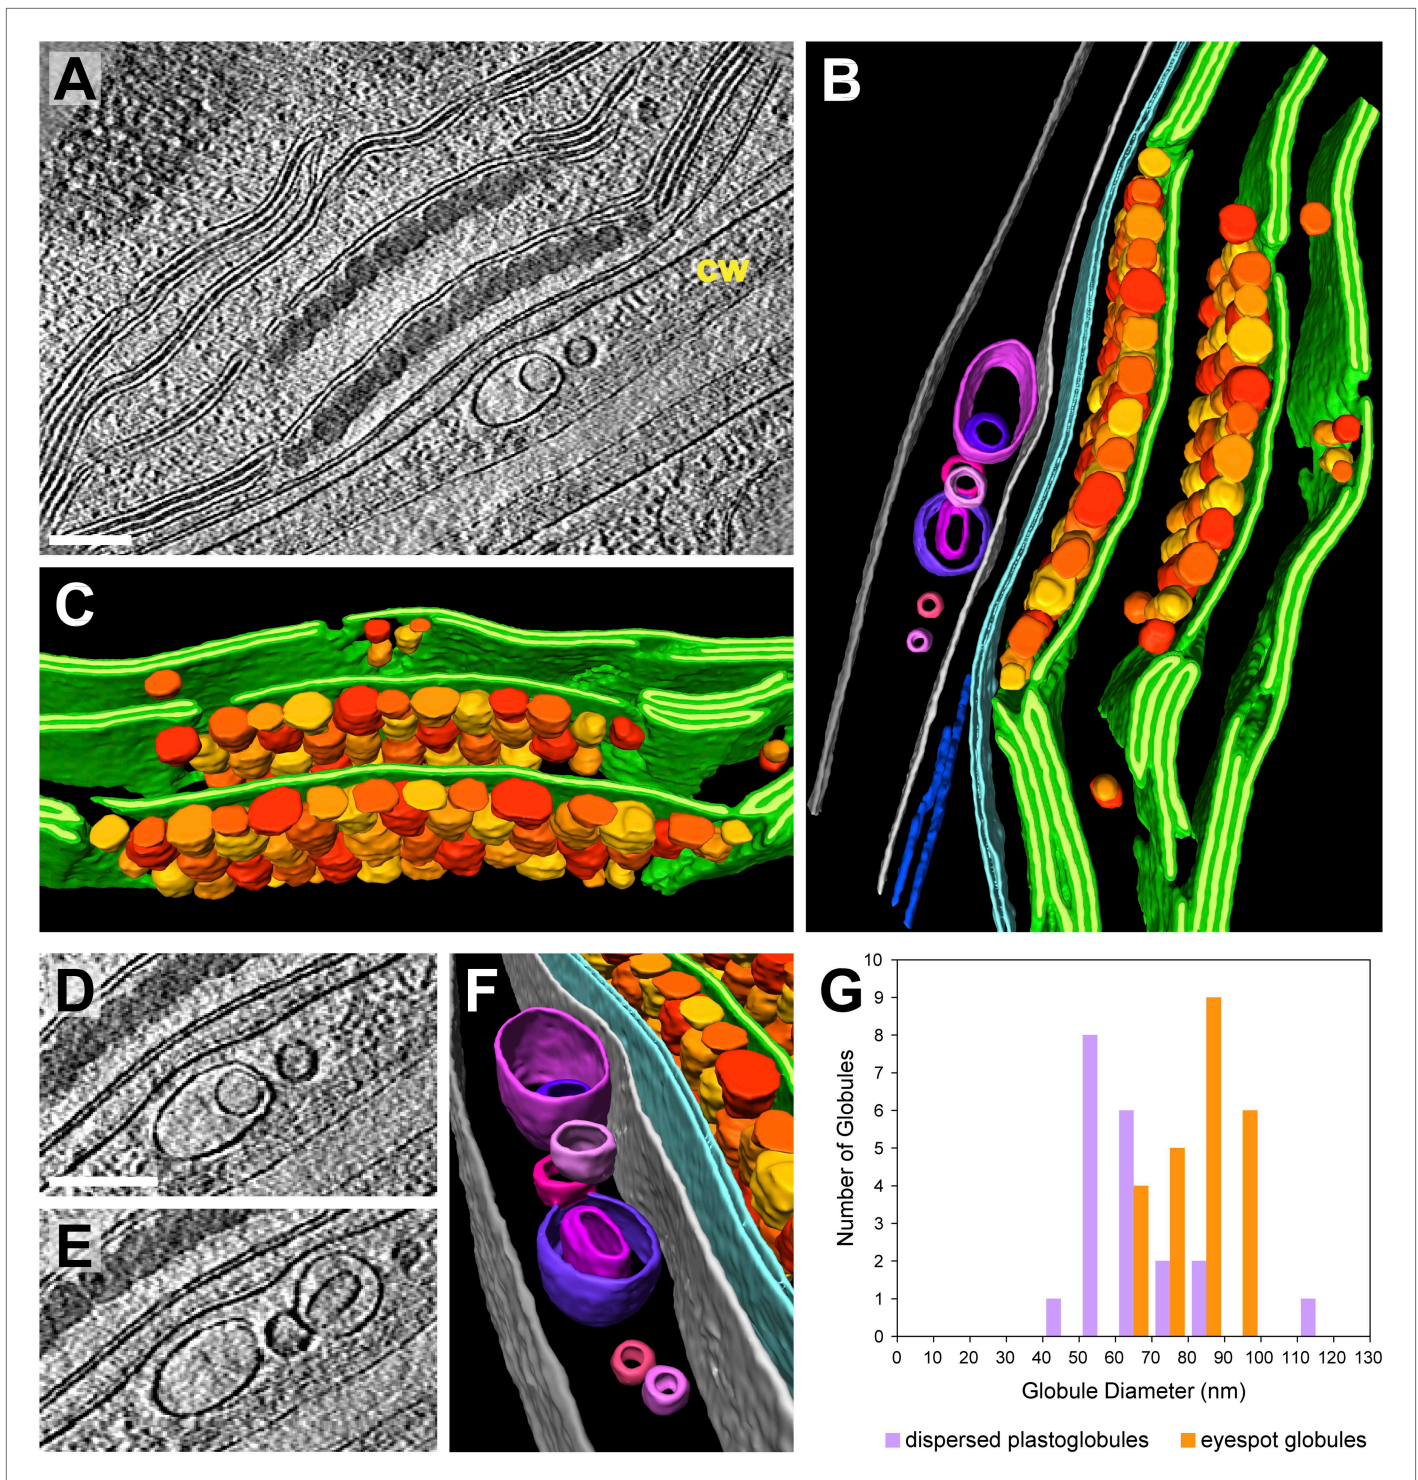 A
cw
B
C
D
E
F
G
Number of Globules
10
9
8
7
6
5
4
3
2
1
0
0 10 20 30 40 50 60 70 80 90 100 110 120 130
Globule Diameter (nm)
dispersed plastoglobules eyespot globules